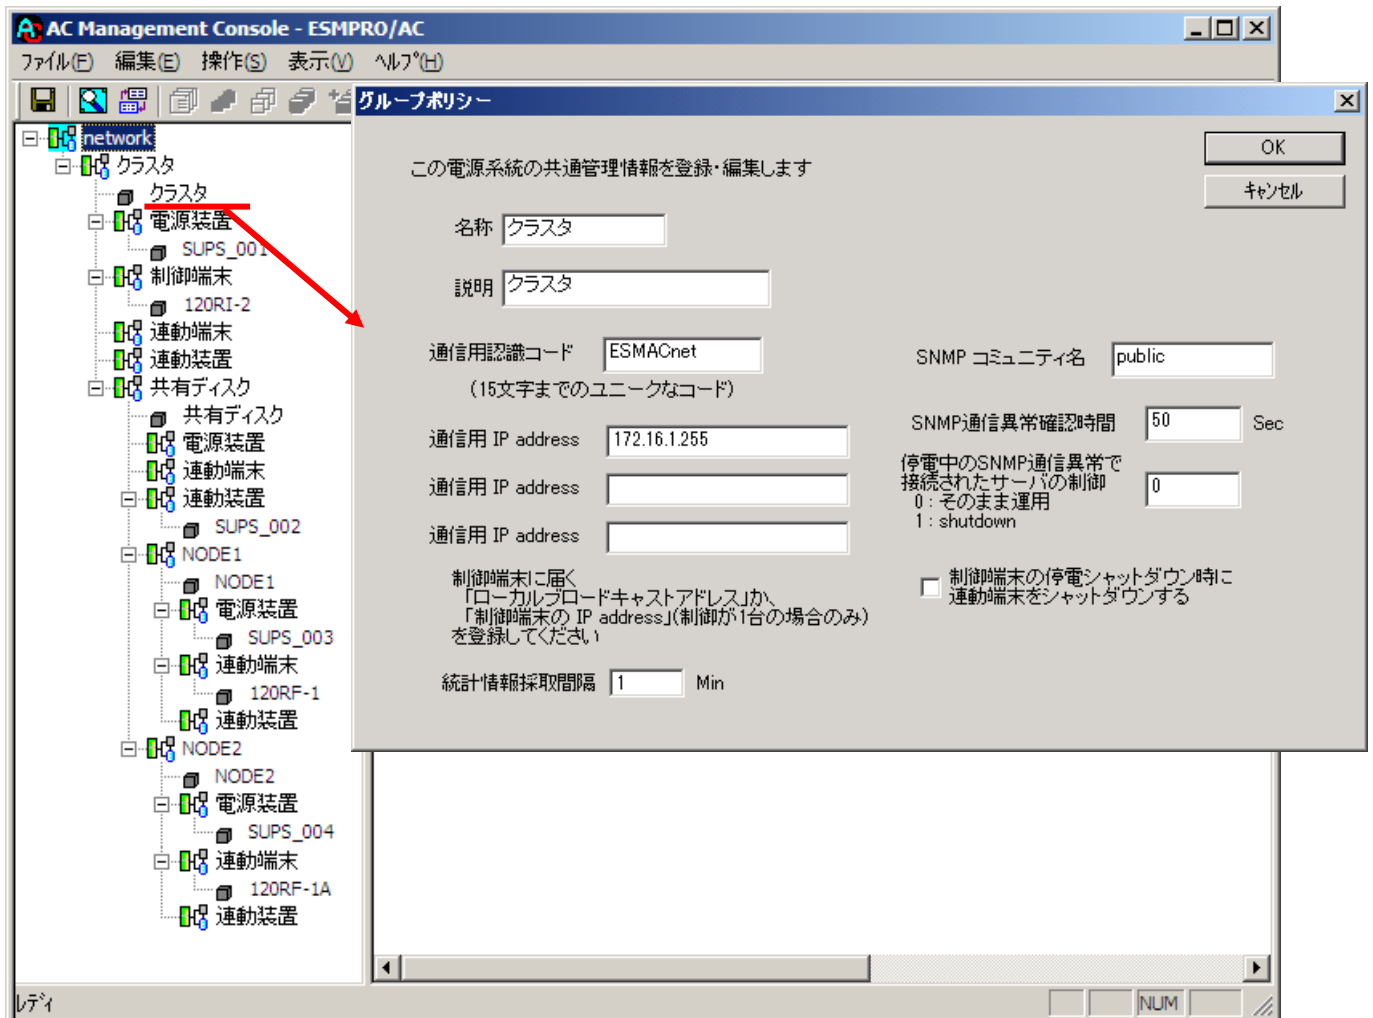 AC Management Console - ESMPRO/AC
ファイル(F) 編集(E) 操作(S) 表示(V) ヘルプ(H)
network
クラスタ
クラスタ
電源装置
SUPS_001
制御端末
120RI-2
連動端末
連動装置
共有ディスク
共有ディスク
電源装置
連動端末
連動装置
SUPS_002
NODE1
NODE1
電源装置
SUPS_003
連動端末
120RF-1
連動装置
NODE2
NODE2
電源装置
SUPS_004
連動端末
120RF-1A
連動装置
グループポリシー
OK
キャンセル
この電源系統の共通管理情報を登録・編集します
名称 クラスタ
説明 クラスタ
通信用認識コード ESMACnet
(15文字までのユニークなコード)
通信用 IP address 172.16.1.255
通信用 IP address
通信用 IP address
制御端末に届く
「ローカルブロードキャストアドレス」か、
「制御端末の IP address」(制御が1台の場合のみ)
を登録してください
統計情報採取間隔 1 Min
SNMP コミュニティ名 public
SNMP通信異常確認時間 50 Sec
停電中のSNMP通信異常で
接続されたサーバの制御 0
0 : そのまま運用
1 : shutdown
制御端末の停電シャットダウン時に
連動端末をシャットダウンする
レディ
NUM